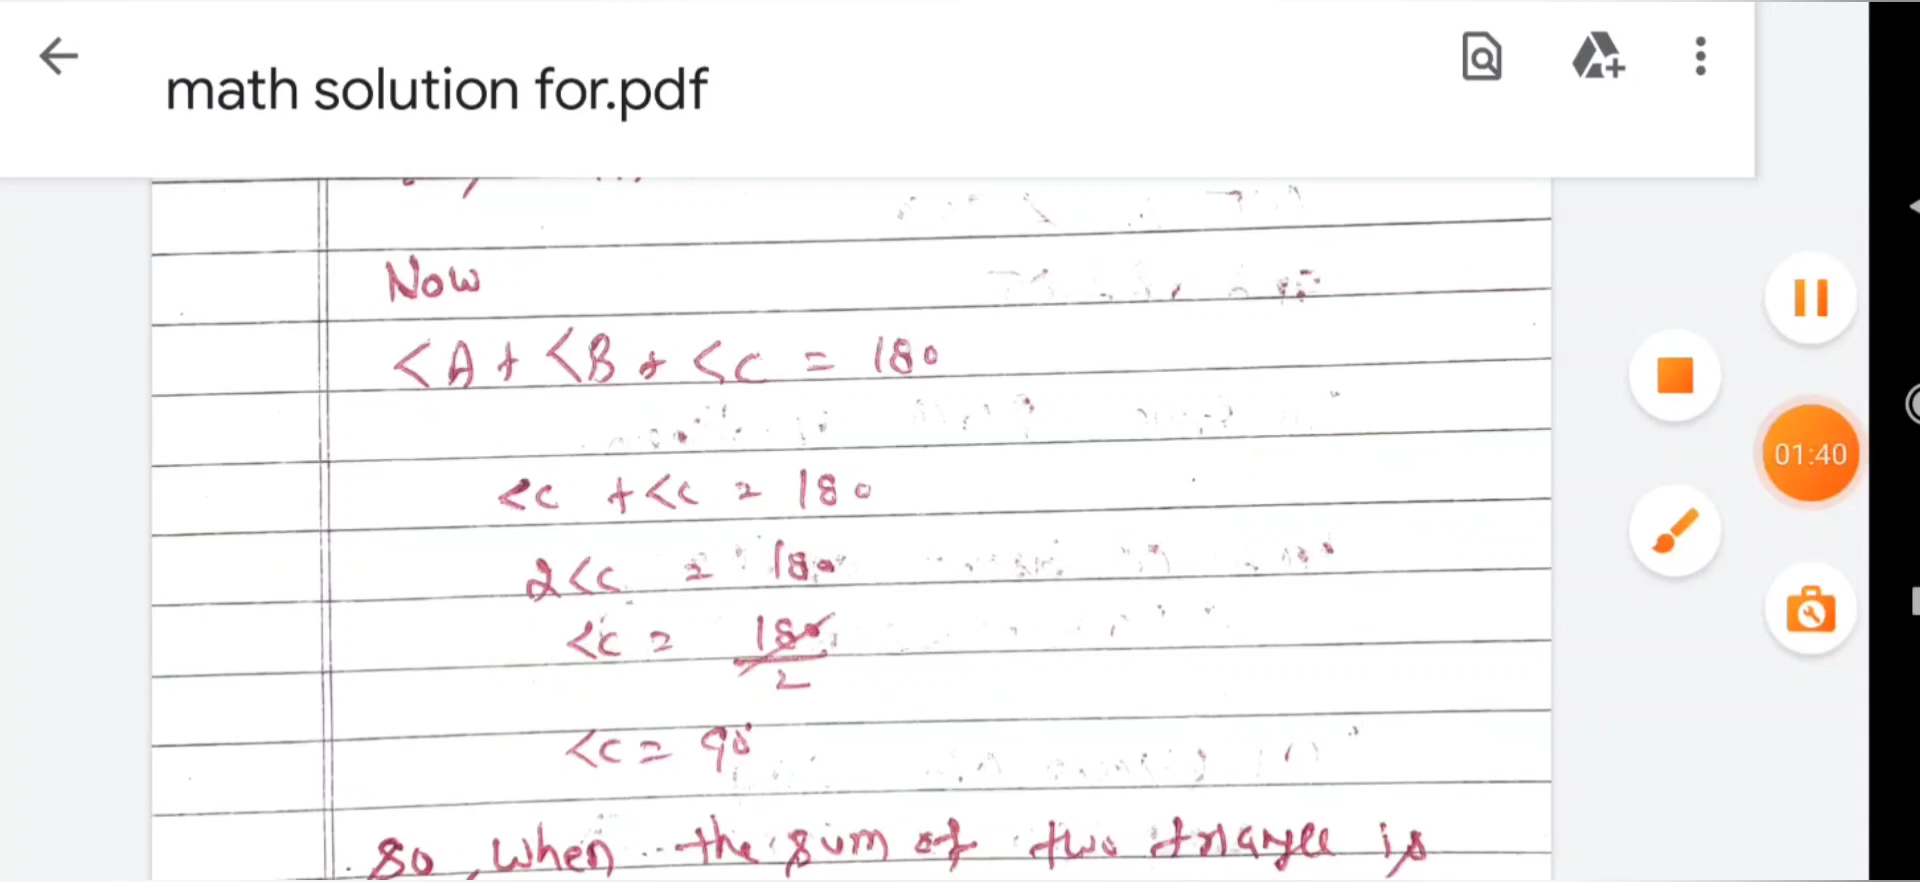 math solution for.pdf
Now
<A + <B + <C = 180
<c + <c = 180
2<c = 180
<c = 180/2
<c = 90°
So, when the sum of two triangle is
01:40